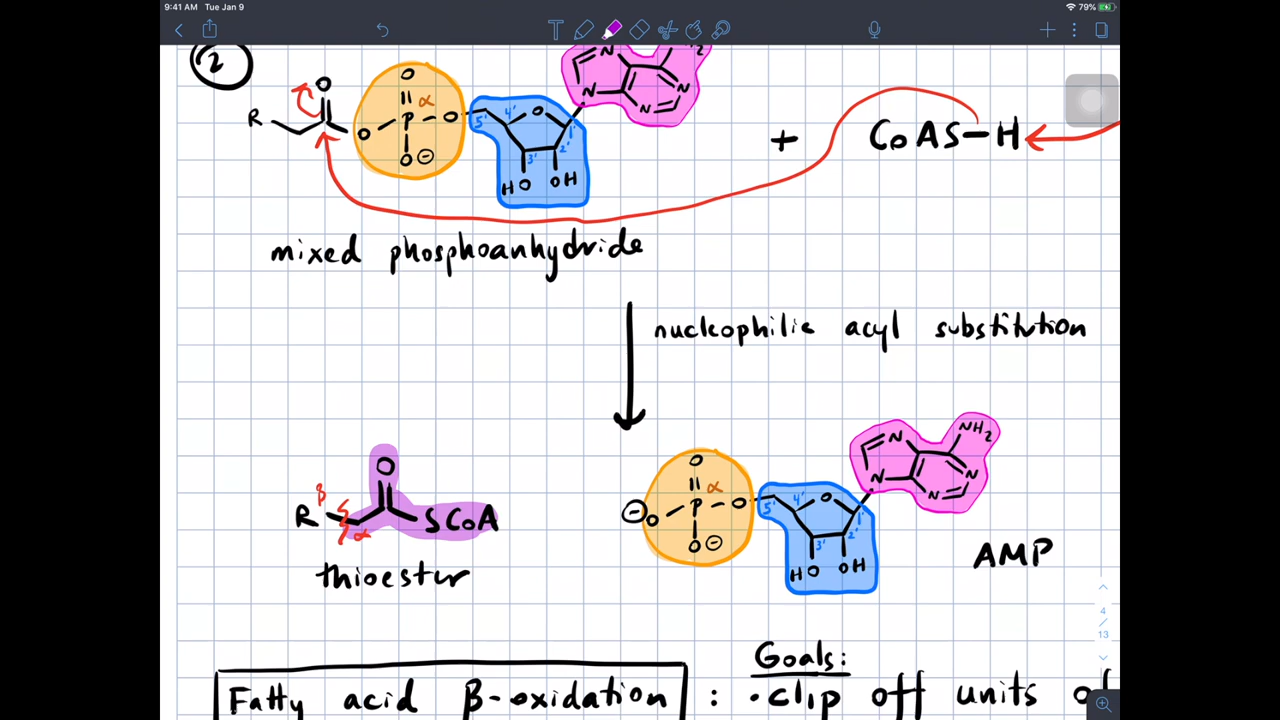 9:41 AM Tue Jan 9
79%
2
O
O
N
R
P
α
O
O
O ⊖
5'
4'
O
1'
3'
2'
HO OH
N
N
N
+
CoAS—H
mixed phosphoanhydride
nucleophilic acyl substitution
O
R
β
α
SCoA
thioester
O
⊖
O
P
α
O
O ⊖
5'
4'
O
1'
3'
2'
HO OH
N
N
N
N
NH2
AMP
4
/
13
Goals:
Fatty acid β-oxidation : • clip off units of